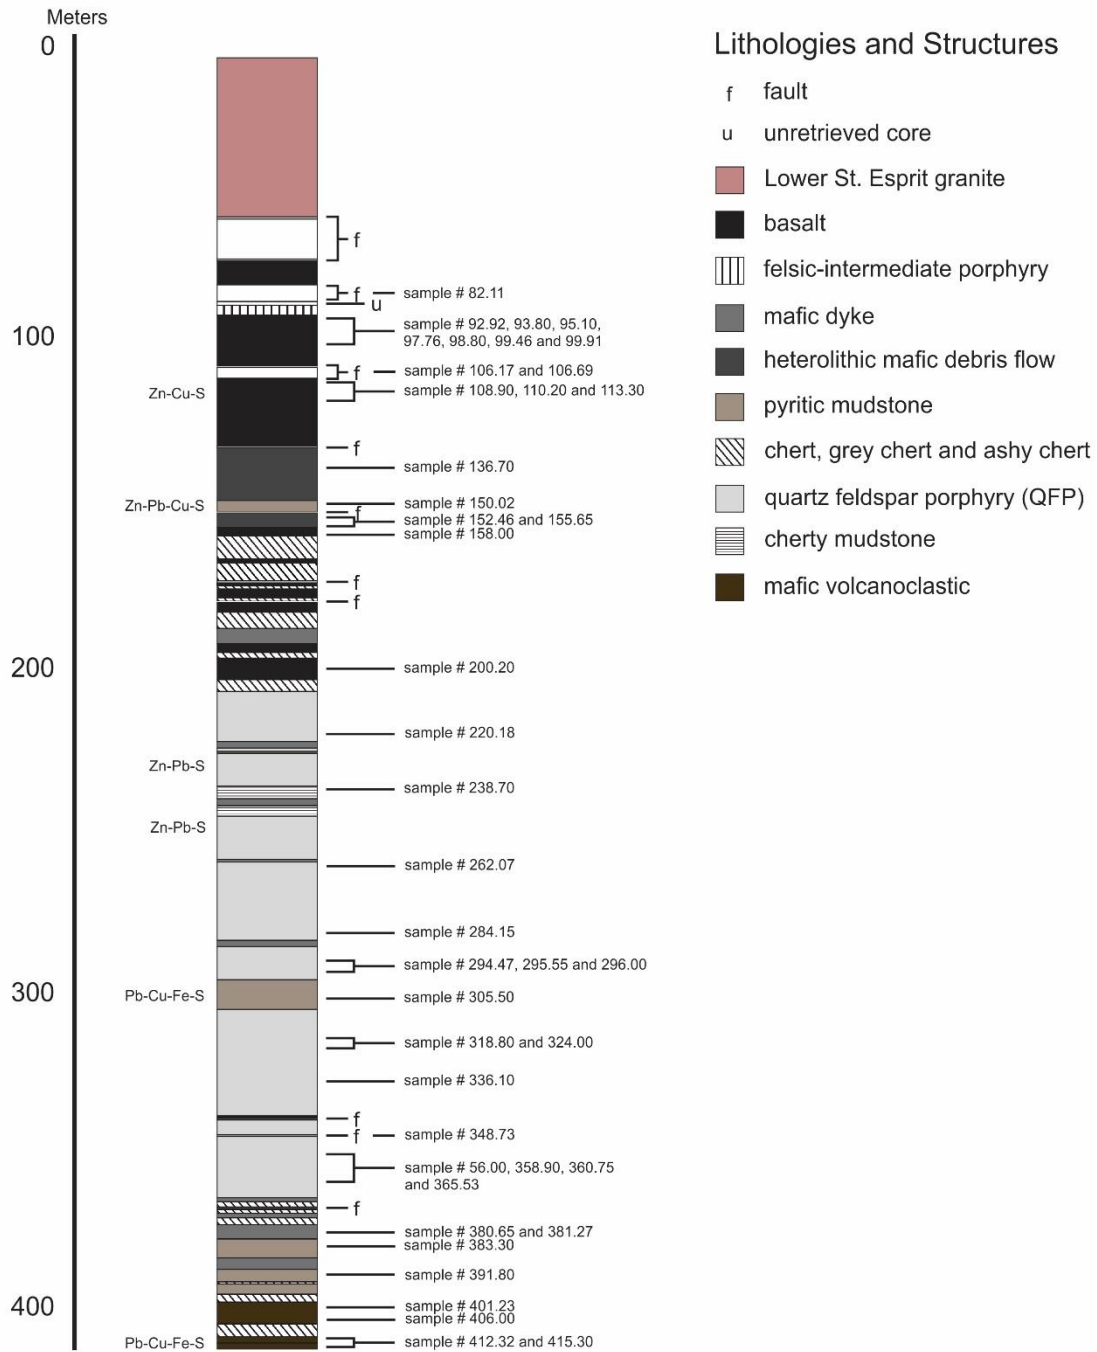 Meters
0
100
200
300
400
Zn-Cu-S
Zn-Pb-Cu-S
Zn-Pb-S
Zn-Pb-S
Pb-Cu-Fe-S
Pb-Cu-Fe-S
f
f
sample # 82.11
u
sample # 92.92, 93.80, 95.10,
97.76, 98.80, 99.46 and 99.91
f
sample # 106.17 and 106.69
sample # 108.90, 110.20 and 113.30
f
sample # 136.70
sample # 150.02
f
sample # 152.46 and 155.65
sample # 158.00
f
f
sample # 200.20
sample # 220.18
sample # 238.70
sample # 262.07
sample # 284.15
sample # 294.47, 295.55 and 296.00
sample # 305.50
sample # 318.80 and 324.00
sample # 336.10
f
f
sample # 348.73
sample # 56.00, 358.90, 360.75
and 365.53
f
sample # 380.65 and 381.27
sample # 383.30
sample # 391.80
sample # 401.23
sample # 406.00
sample # 412.32 and 415.30
Lithologies and Structures
f fault
u unretrieved core
Lower St. Esprit granite
basalt
felsic-intermediate porphyry
mafic dyke
heterolithic mafic debris flow
pyritic mudstone
chert, grey chert and ashy chert
quartz feldspar porphyry (QFP)
cherty mudstone
mafic volcanoclastic